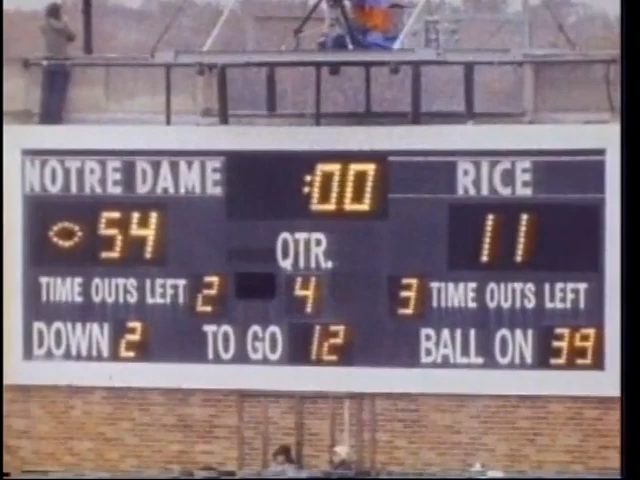 NOTRE DAME :00 RICE
54 QTR. 11
TIME OUTS LEFT 2 4 3 TIME OUTS LEFT
DOWN 2 TO GO 12 BALL ON 39